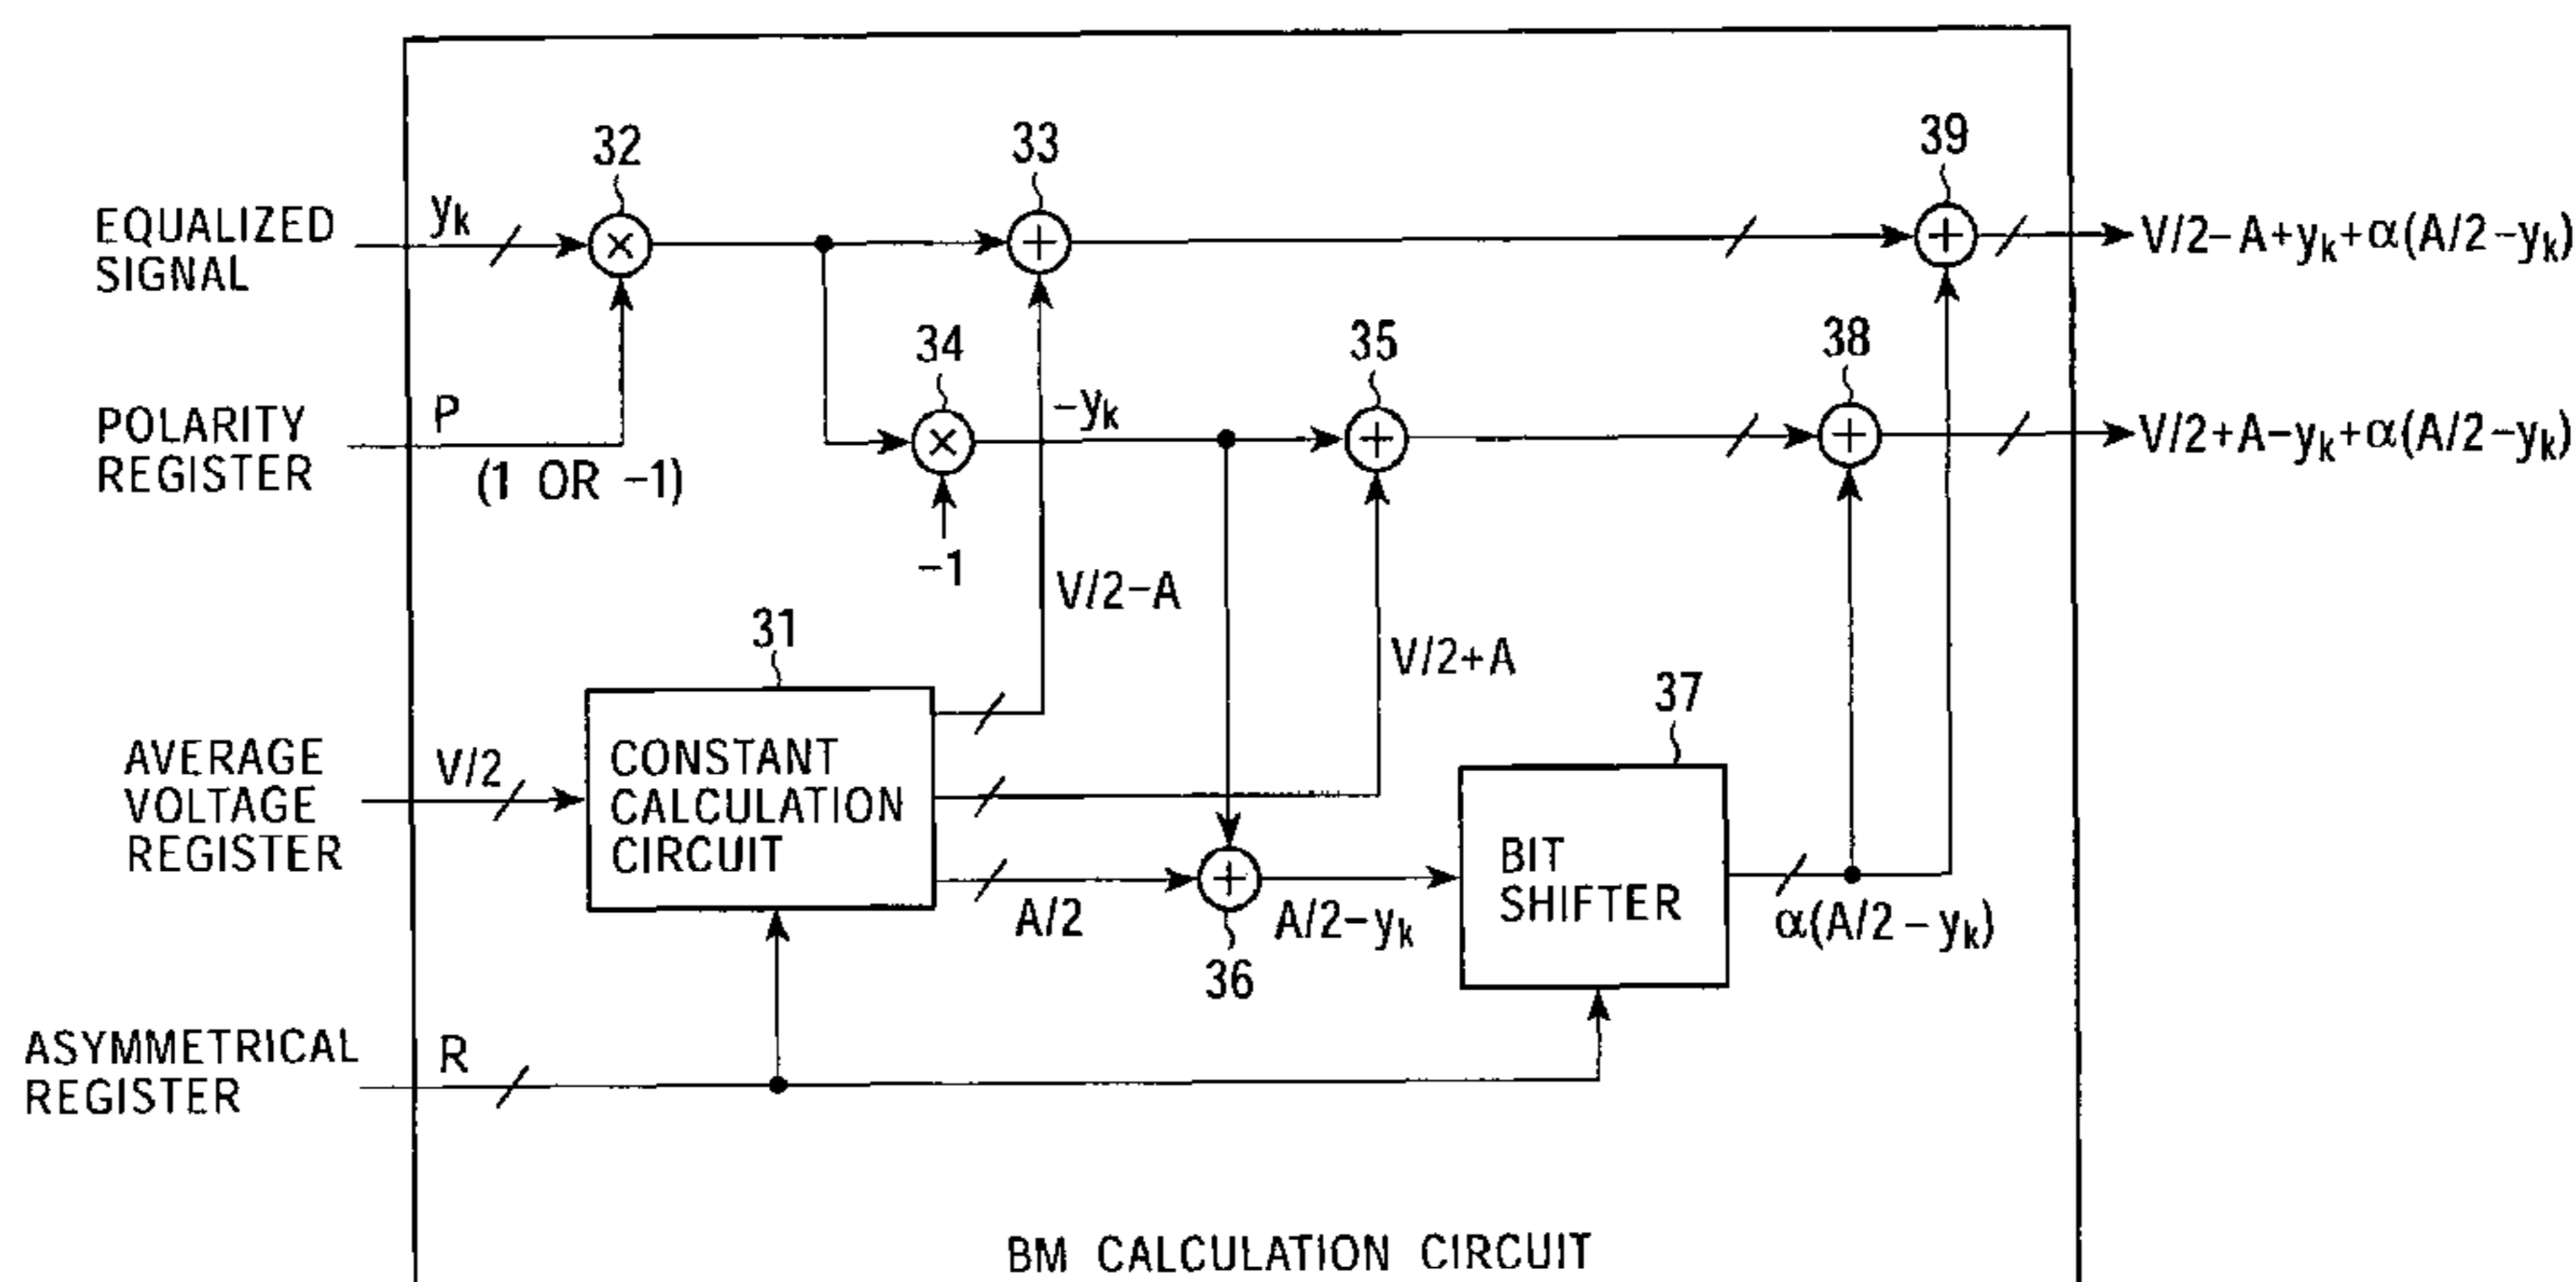 32
33
39
EQUALIZED
SIGNAL
yk
V/2-A+yk+α(A/2-yk)
34
35
38
POLARITY
REGISTER
P
(1 OR -1)
-yk
V/2+A-yk+α(A/2-yk)
-1
V/2-A
V/2+A
31
37
AVERAGE
VOLTAGE
REGISTER
V/2
CONSTANT
CALCULATION
CIRCUIT
A/2
36
A/2-yk
BIT
SHIFTER
α(A/2-yk)
ASYMMETRICAL
REGISTER
R
BM CALCULATION CIRCUIT